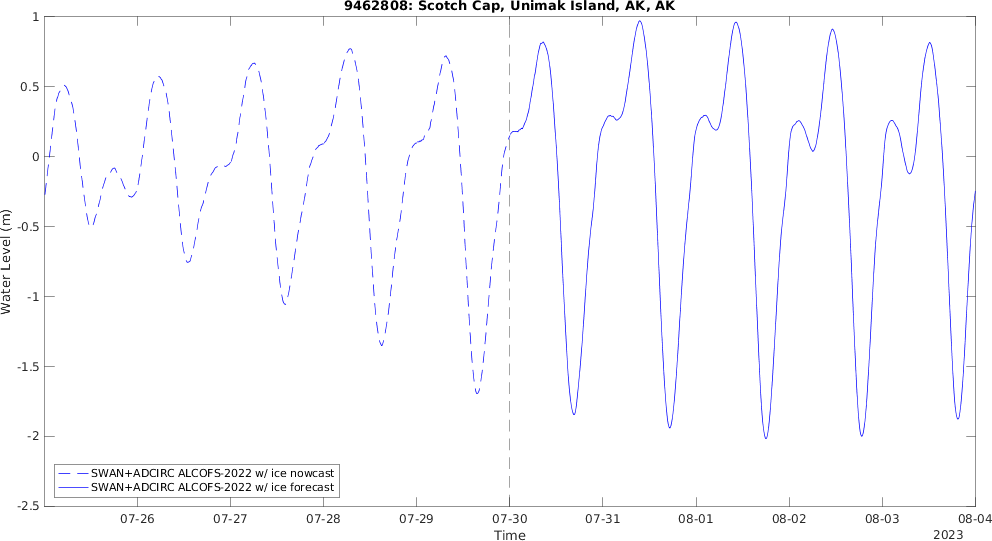 9462808: Scotch Cap, Unimak Island, AK, AK
1
0.5
0
-0.5
-1
-1.5
-2
-2.5
Water Level (m)
SWAN+ADCIRC ALCOFS-2022 w/ ice nowcast
SWAN+ADCIRC ALCOFS-2022 w/ ice forecast
07-26 07-27 07-28 07-29 07-30 07-31 08-01 08-02 08-03 08-04
Time
2023